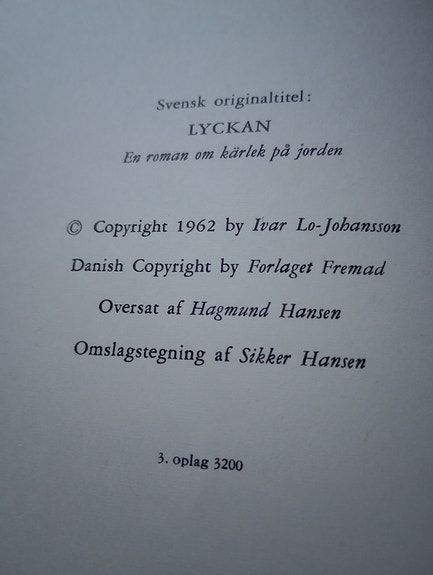 Svensk originaltitel:
LYCKAN
En roman om kärlek på jorden
© Copyright 1962 by Ivar Lo-Johansson
Danish Copyright by Forlaget Fremad
Oversat af Hagmund Hansen
Omslagstegning af Sikker Hansen
3. oplag 3200